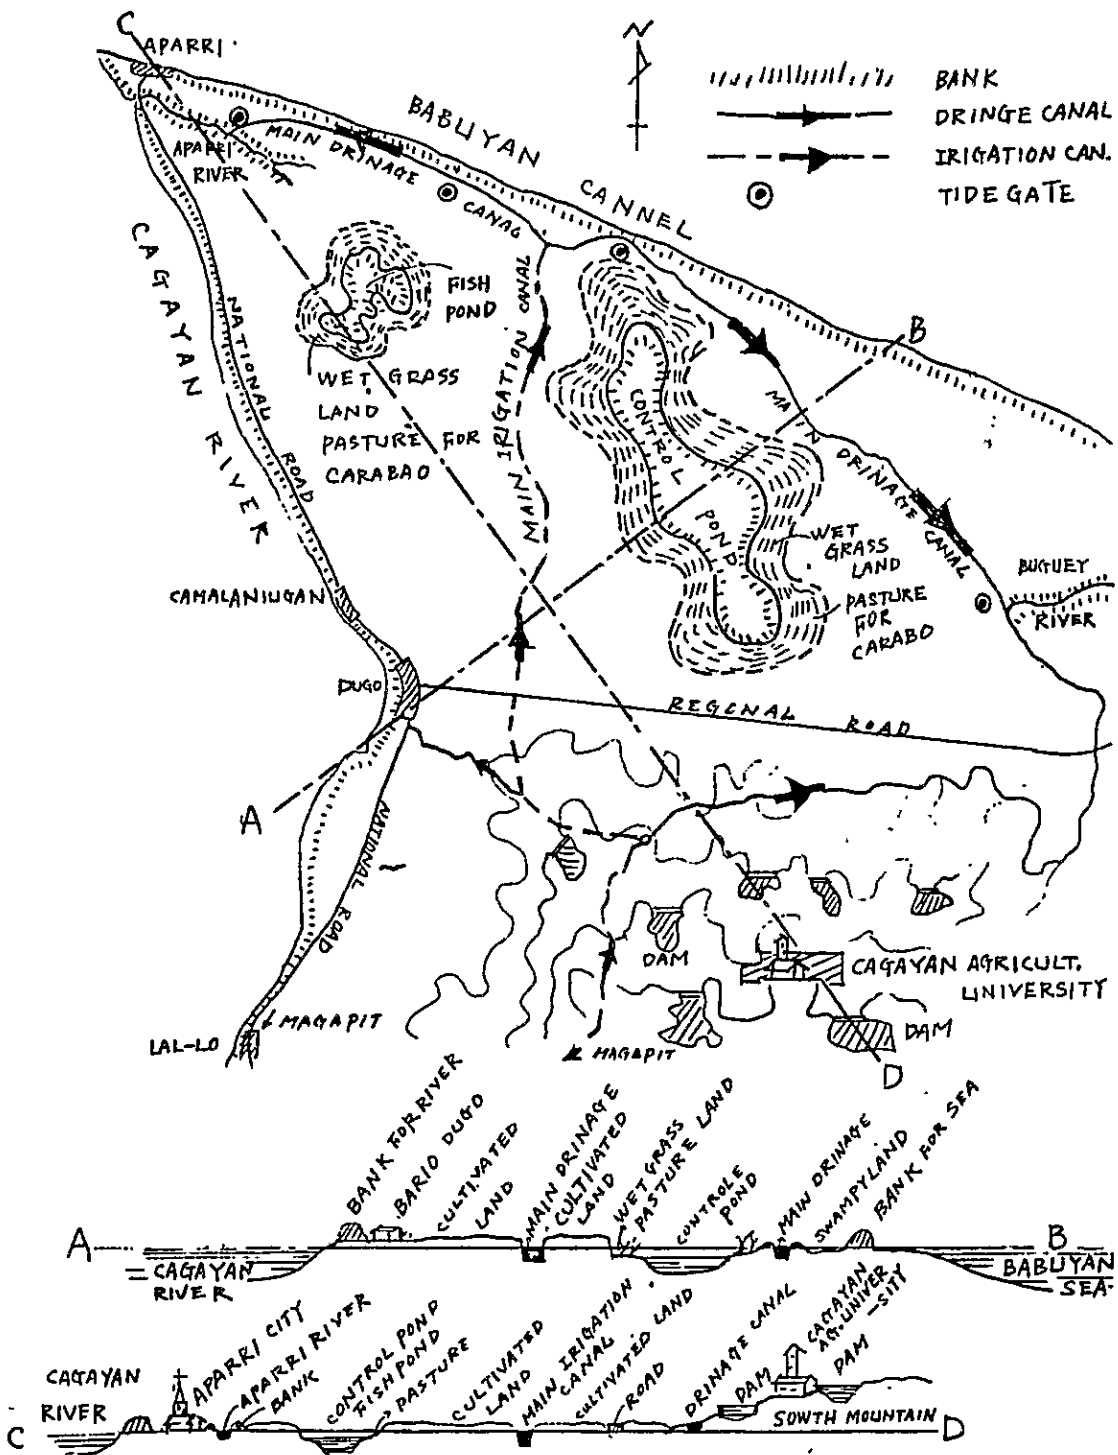 C
APARRI
N
BANK
DRINGE CANAL
IRIGATION CAN.
TIDE GATE
BABUYAN CANNEL
MAIN DRINAGE CANAG
APARRI
RIVER
CAGAYAN RIVER
NATIONAL ROAD
FISH
POND
WET GRASS
LAND
PASTURE FOR
CARABAO
MAIN IRIGATION CANAL
CONTROL POND
B
MAIN DRINAGE CANAL
WET
GRASS
LAND
PASTURE
FOR
CARABO
BUGUEY
RIVER
CAMALANIUGAN
DUGO
REGENAL ROAD
A
NATIONAL ROAD
DAM
CAGAYAN AGRICULT.
UNIVERSITY
DAM
MAGAPIT
LAL-LO
MAGAPIT
D
BANK FOR RIVER
BARIO DUGO
CULTIVATED
LAND
MAIN DRINAGE
CULTIVATED
LAND
WET GRASS
PASTURE LAND
CONTROLE
POND
MAIN DRINAGE
SWAMPYLAND
BANK FOR SEA
A
CAGAYAN
RIVER
B
BABUYAN
SEA
CAGAYAN
RIVER
APARRI CITY
APARRI RIVER
BANK
CONTROL POND
FISH POND
PASTURE
CULTIVATED
LAND
MAIN IRIGATION
CANAL
CULTIVATED LAND
ROAD
DRINAGE CANAL
DAM
CAGAYAN
AG. UNIVER
-SITY
DAM
SOWTH MOUNTAIN
C
D